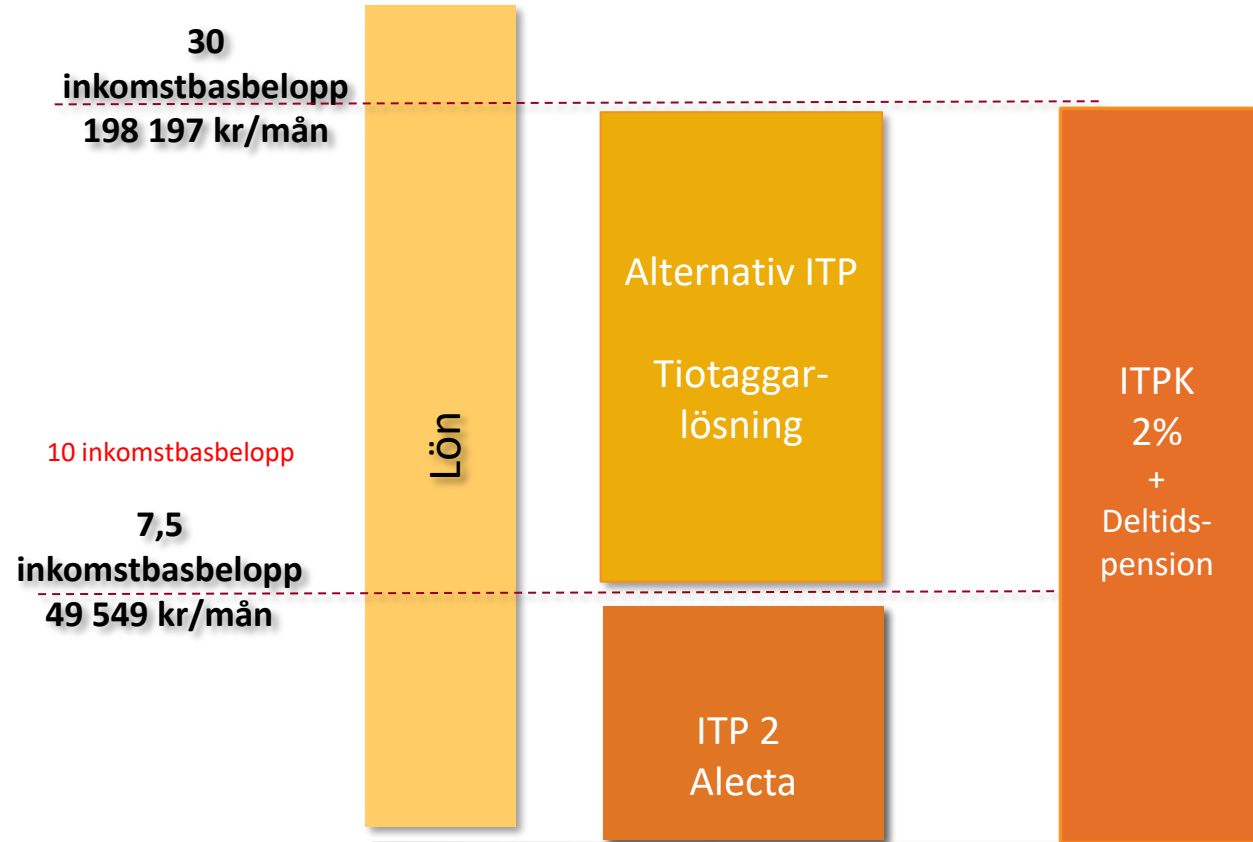 30
inkomstbasbelopp
198 197 kr/mån
10 inkomstbasbelopp
7,5
inkomstbasbelopp
49 549 kr/mån
Lön
Alternativ ITP
Tiotaggar-
lösning
ITP 2
Alecta
ITPK
2%
+
Deltids-
pension